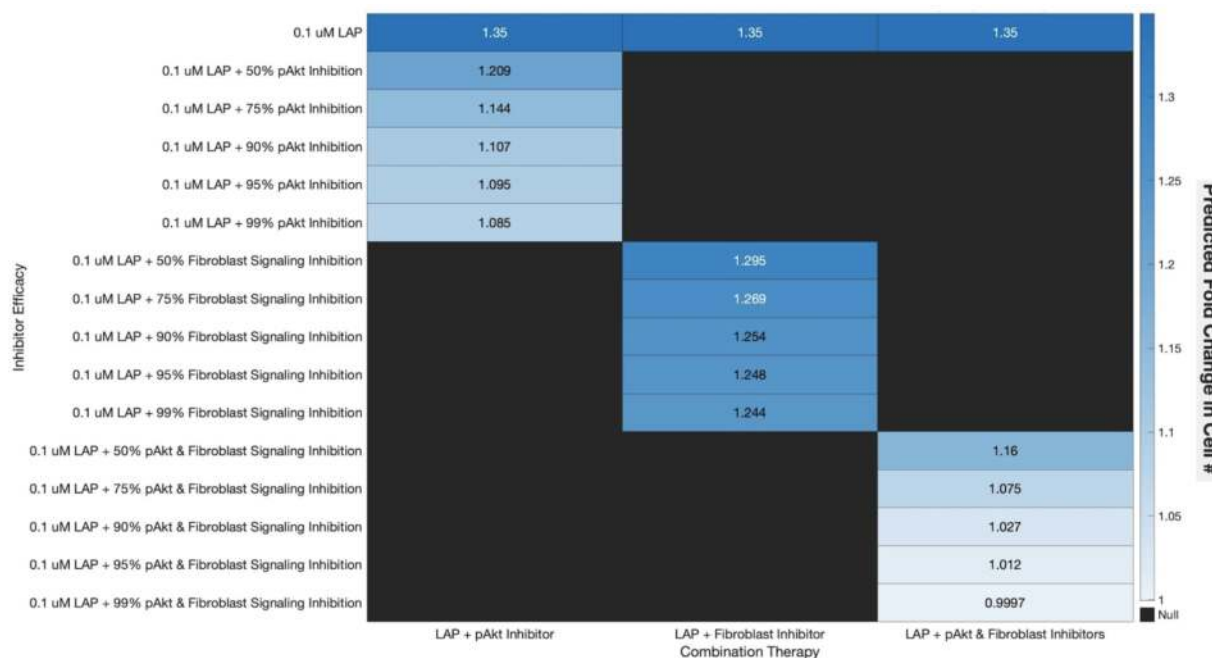 0.1 uM LAP 1.35 1.35 1.35
0.1 uM LAP + 50% pAkt Inhibition 1.209
0.1 uM LAP + 75% pAkt Inhibition 1.144
0.1 uM LAP + 90% pAkt Inhibition 1.107
0.1 uM LAP + 95% pAkt Inhibition 1.095
0.1 uM LAP + 99% pAkt Inhibition 1.085
0.1 uM LAP + 50% Fibroblast Signaling Inhibition 1.295
0.1 uM LAP + 75% Fibroblast Signaling Inhibition 1.269
0.1 uM LAP + 90% Fibroblast Signaling Inhibition 1.254
0.1 uM LAP + 95% Fibroblast Signaling Inhibition 1.248
0.1 uM LAP + 99% Fibroblast Signaling Inhibition 1.244
0.1 uM LAP + 50% pAkt & Fibroblast Signaling Inhibition 1.16
0.1 uM LAP + 75% pAkt & Fibroblast Signaling Inhibition 1.075
0.1 uM LAP + 90% pAkt & Fibroblast Signaling Inhibition 1.027
0.1 uM LAP + 95% pAkt & Fibroblast Signaling Inhibition 1.012
0.1 uM LAP + 99% pAkt & Fibroblast Signaling Inhibition 0.9997
Inhibitor Efficacy
LAP + pAkt Inhibitor LAP + Fibroblast Inhibitor LAP + pAkt & Fibroblast Inhibitors
Combination Therapy
1.3
1.25
1.2
1.15
1.1
1.05
1
Null
Predicted Fold Change in Cell #